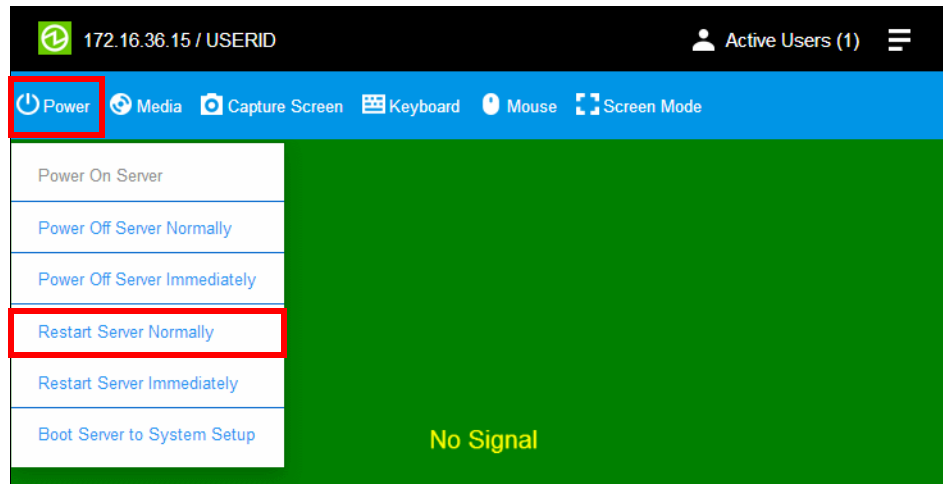 172.16.36.15 / USERID
Active Users (1)
Power Media Capture Screen Keyboard Mouse Screen Mode
Power On Server
Power Off Server Normally
Power Off Server Immediately
Restart Server Normally
Restart Server Immediately
Boot Server to System Setup
No Signal